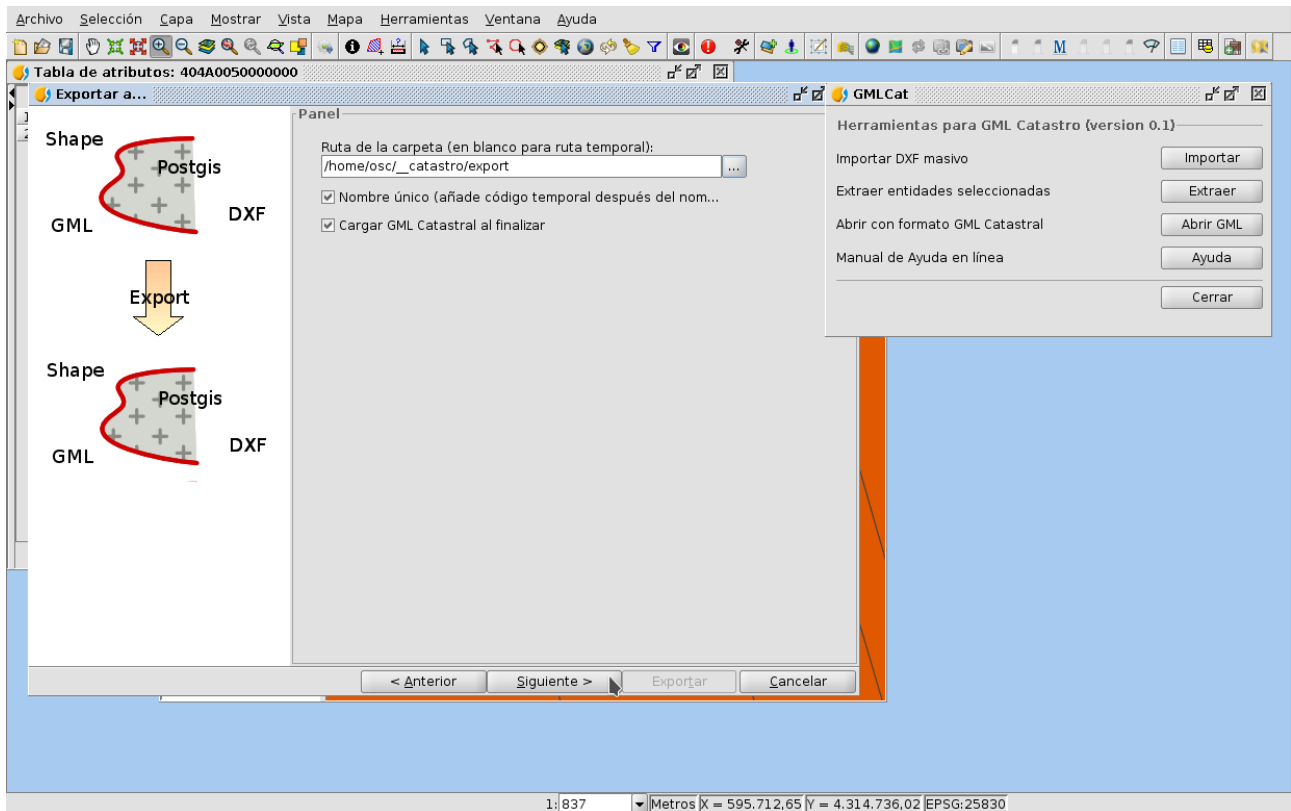 Archivo Selección Capa Mostrar Vista Mapa Herramientas Ventana Ayuda
Tabla de atributos: 404A0050000000
Exportar a...
Shape
Postgis
GML
DXF
Export
Shape
Postgis
GML
DXF
Panel
Ruta de la carpeta (en blanco para ruta temporal):
/home/osc/__catastro/export
...
Nombre único (añade código temporal después del nom...
Cargar GML Catastral al finalizar
< Anterior
Siguiente >
Exportar
Cancelar
GMLCat
Herramientas para GML Catastro (version 0.1)
Importar DXF masivo
Importar
Extraer entidades seleccionadas
Extraer
Abrir con formato GML Catastral
Abrir GML
Manual de Ayuda en línea
Ayuda
Cerrar
1: 837
Metros X = 595.712,65 Y = 4.314.736,02 EPSG:25830